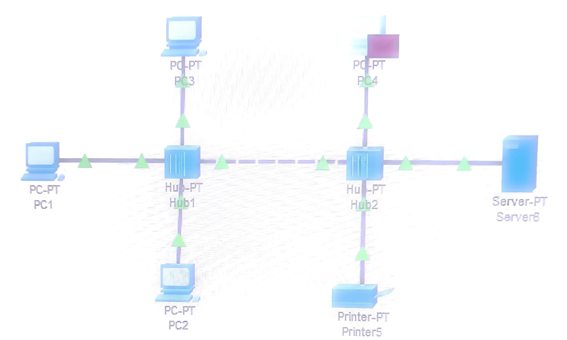 PC-PT
PC3
PC-PT
PC4
PC-PT
PC1
Hub-PT
Hub1
Hub-PT
Hub2
Server-PT
Server6
PC-PT
PC2
Printer-PT
Printer5